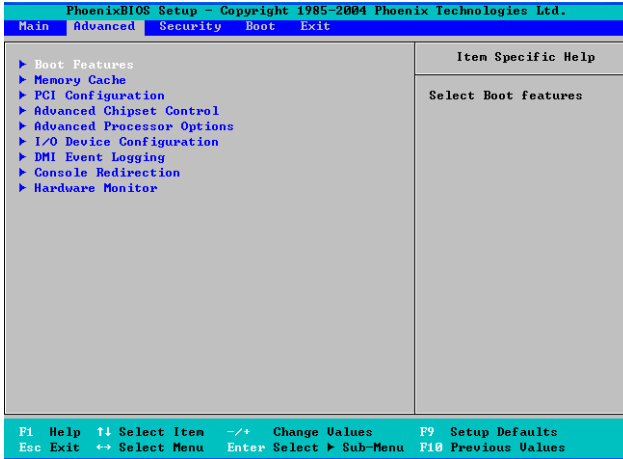 PhoenixBIOS Setup - Copyright 1985-2004 Phoenix Technologies Ltd.
Main Advanced Security Boot Exit
Boot Features
Memory Cache
PCI Configuration
Advanced Chipset Control
Advanced Processor Options
I/O Device Configuration
DMI Event Logging
Console Redirection
Hardware Monitor
Item Specific Help
Select Boot features
F1 Help ↑↓ Select Item -/+ Change Values F9 Setup Defaults
Esc Exit ↔ Select Menu Enter Select ▶ Sub-Menu F10 Previous Values